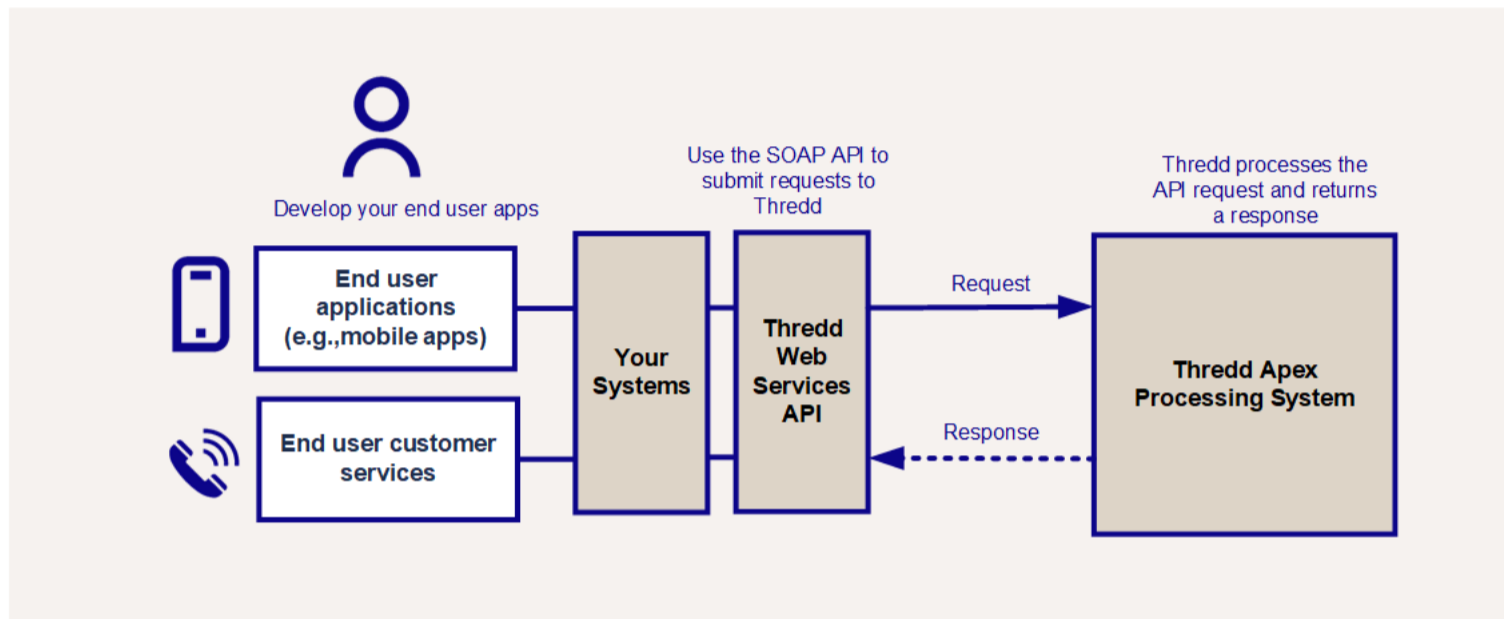 Develop your end user apps
End user
applications
(e.g.,mobile apps)
End user customer
services
Your
Systems
Use the SOAP API to
submit requests to
Thredd
Thredd
Web
Services
API
Request
Response
Thredd processes the
API request and returns
a response
Thredd Apex
Processing System